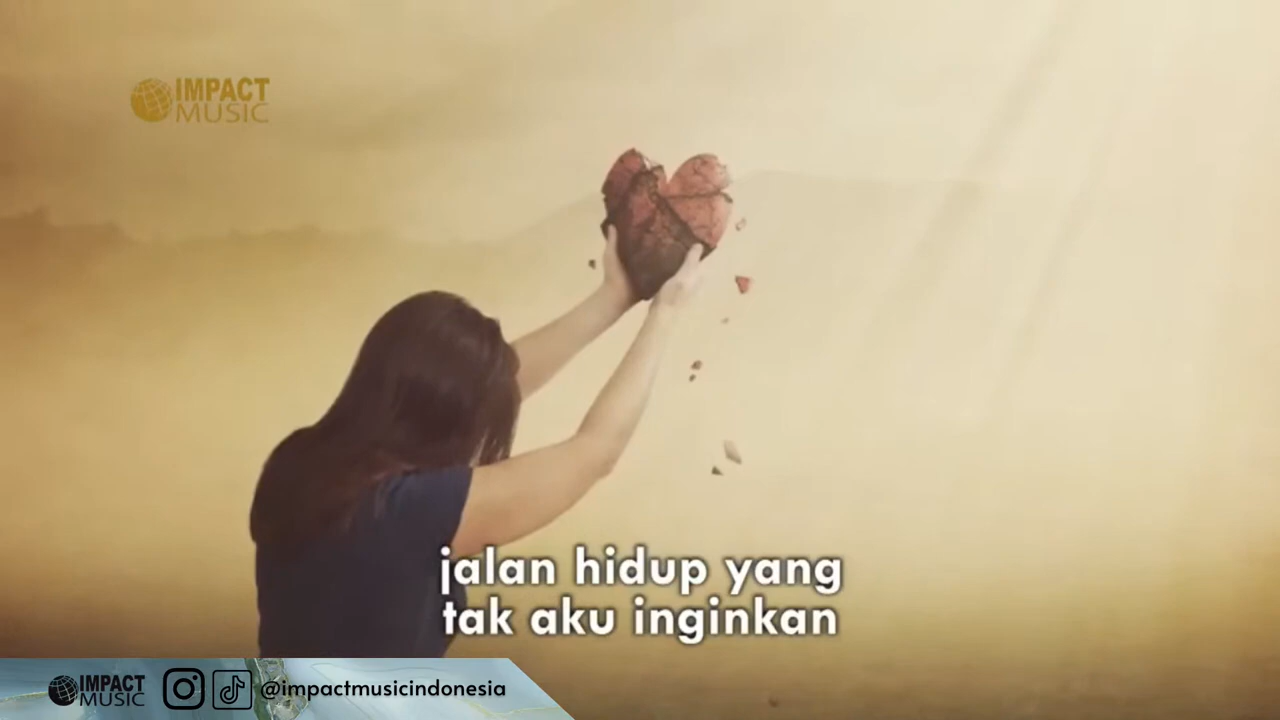 IMPACT
MUSIC
jalan hidup yang
tak aku inginkan
IMPACT
MUSIC
@impactmusicindonesia